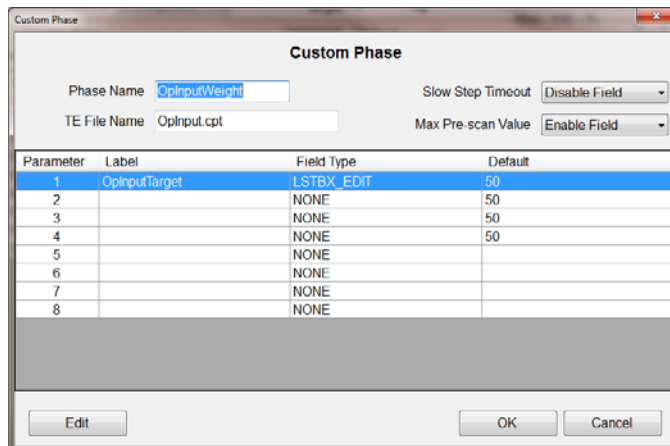 Custom Phase
Custom Phase
Phase Name OpInputWeight Slow Step Timeout Disable Field
TE File Name OpInput.cpt Max Pre-scan Value Enable Field
Parameter Label Field Type Default
1 OpInputTarget LSTBX_EDIT 50
2 NONE 50
3 NONE 50
4 NONE 50
5 NONE
6 NONE
7 NONE
8 NONE
Edit OK Cancel